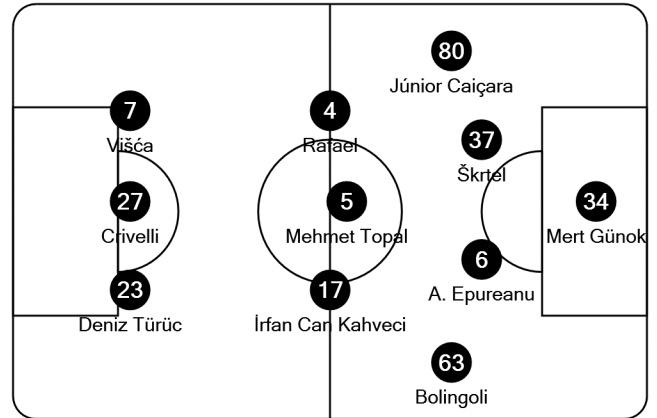 80
Júnior Caiçara
7
Višća
4
Rafael
37
Škrtel
27
Crivelli
5
Mehmet Topal
34
Mert Günok
6
A. Epureanu
23
Deniz Türüc
17
İrfan Can Kahveci
63
Bolingoli